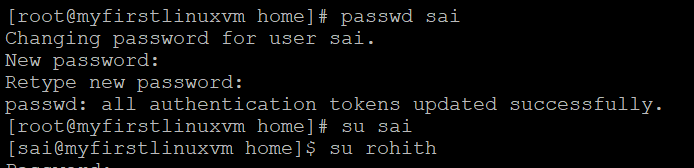 [root@myfirstlinuxvm home]# passwd sai
Changing password for user sai.
New password:
Retype new password:
passwd: all authentication tokens updated successfully.
[root@myfirstlinuxvm home]# su sai
[sai@myfirstlinuxvm home]$ su rohith
Password: